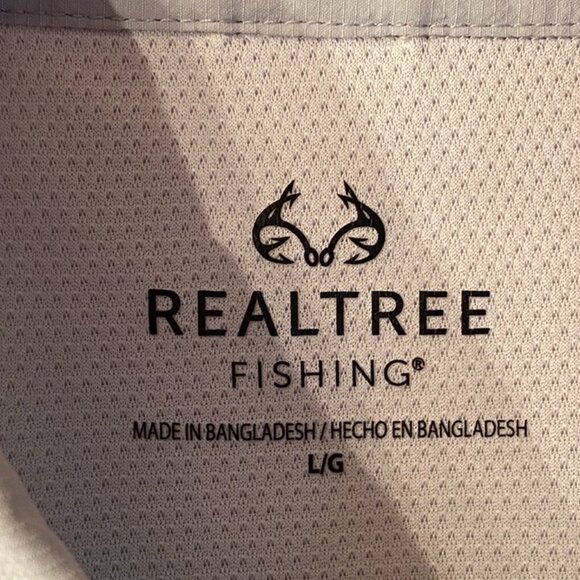 REALTREE
FISHING®
MADE IN BANGLADESH / HECHO EN BANGLADESH
L/G